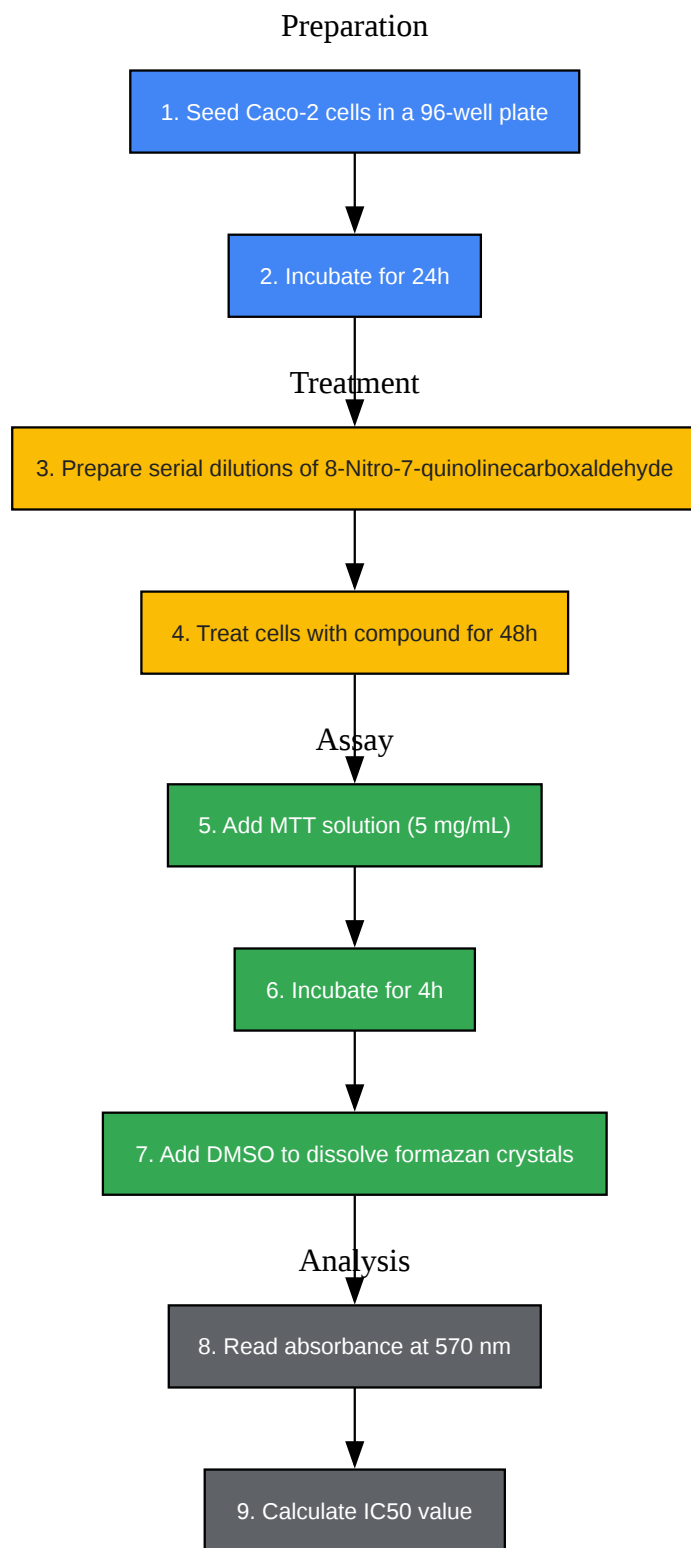 Preparation
1. Seed Caco-2 cells in a 96-well plate
2. Incubate for 24h
Treatment
3. Prepare serial dilutions of 8-Nitro-7-quinolinecarboxaldehyde
4. Treat cells with compound for 48h
Assay
5. Add MTT solution (5 mg/mL)
6. Incubate for 4h
7. Add DMSO to dissolve formazan crystals
Analysis
8. Read absorbance at 570 nm
9. Calculate IC50 value